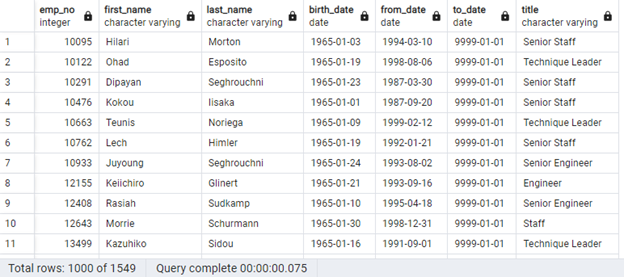 emp_no first_name last_name birth_date from_date to_date title
integer character varying character varying date date date character varying
1 10095 Hilari Morton 1965-01-03 1994-03-10 9999-01-01 Senior Staff
2 10122 Ohad Esposito 1965-01-19 1998-08-06 9999-01-01 Technique Leader
3 10291 Dipayan Seghrouchni 1965-01-23 1987-03-30 9999-01-01 Senior Staff
4 10476 Kokou Iisaka 1965-01-01 1987-09-20 9999-01-01 Senior Staff
5 10663 Teunis Noriega 1965-01-09 1999-02-12 9999-01-01 Technique Leader
6 10762 Lech Himler 1965-01-19 1992-01-21 9999-01-01 Senior Staff
7 10933 Juyoung Seghrouchni 1965-01-24 1993-08-02 9999-01-01 Senior Engineer
8 12155 Keiichiro Glinert 1965-01-21 1993-09-16 9999-01-01 Engineer
9 12408 Rasiah Sudkamp 1965-01-10 1995-04-18 9999-01-01 Senior Engineer
10 12643 Morrie Schurmann 1965-01-30 1998-12-31 9999-01-01 Staff
11 13499 Kazuhiko Sidou 1965-01-16 1991-09-01 9999-01-01 Technique Leader
Total rows: 1000 of 1549 Query complete 00:00:00.075